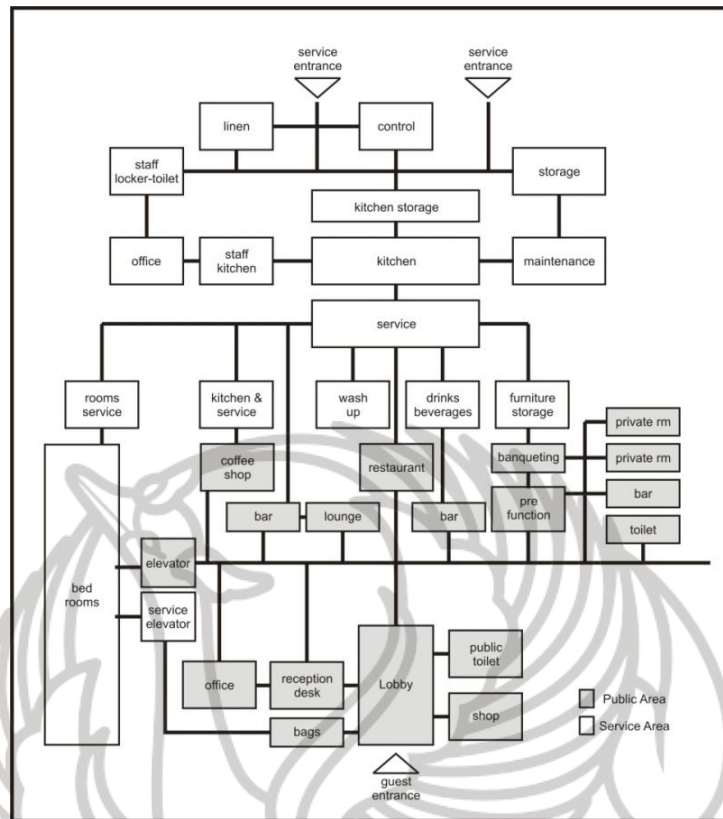 service
entrance
service
entrance
linen
control
staff
locker-toilet
storage
kitchen storage
office
staff
kitchen
kitchen
maintenance
service
rooms
service
kitchen &
service
wash
up
drinks
beverages
furniture
storage
private rm
coffee
shop
restaurant
banqueting
private rm
pre
function
bar
bar
lounge
bar
toilet
elevator
bed
rooms
service
elevator
office
reception
desk
Lobby
public
toilet
bags
shop
Public Area
Service Area
guest
entrance